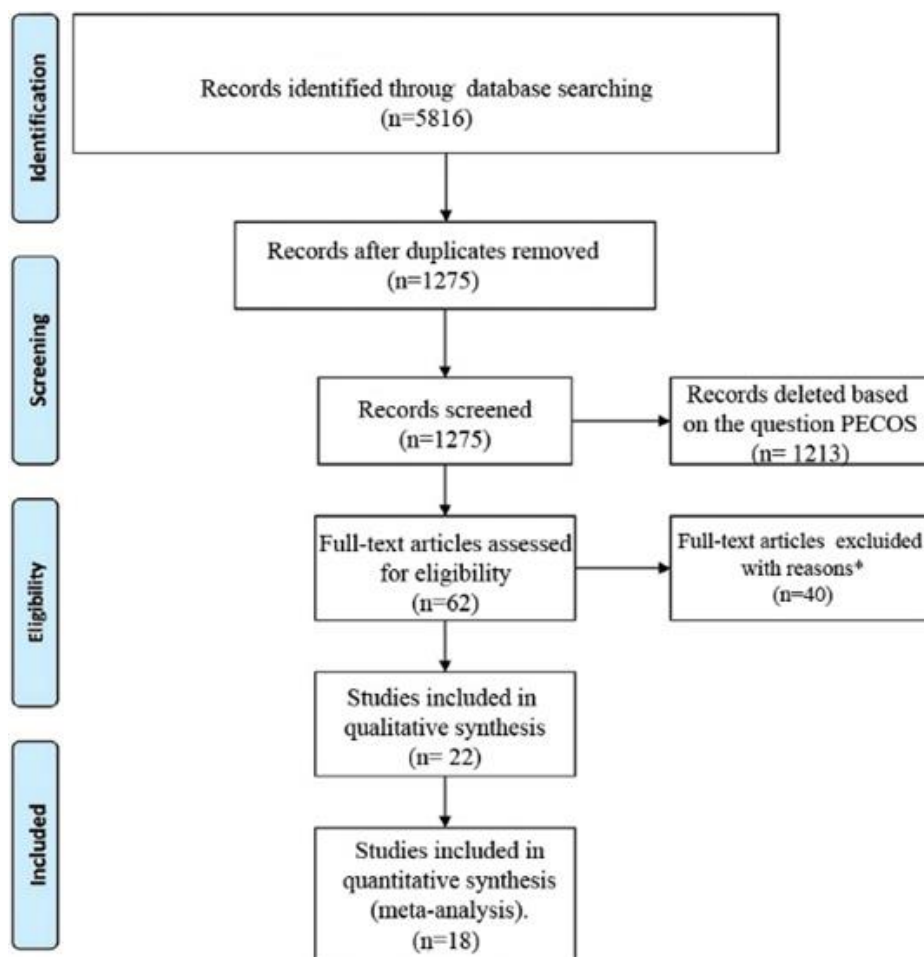 Identification
Records identified throug database searching
(n=5816)
Records after duplicates removed
(n=1275)
Screening
Records screened
(n=1275)
Records deleted based
on the question PECOS
(n= 1213)
Eligibility
Full-text articles assessed
for eligibility
(n=62)
Full-text articles excluided
with reasons*
(n=40)
Studies included in
qualitative synthesis
(n= 22)
Included
Studies included in
quantitative synthesis
(meta-analysis).
(n=18)